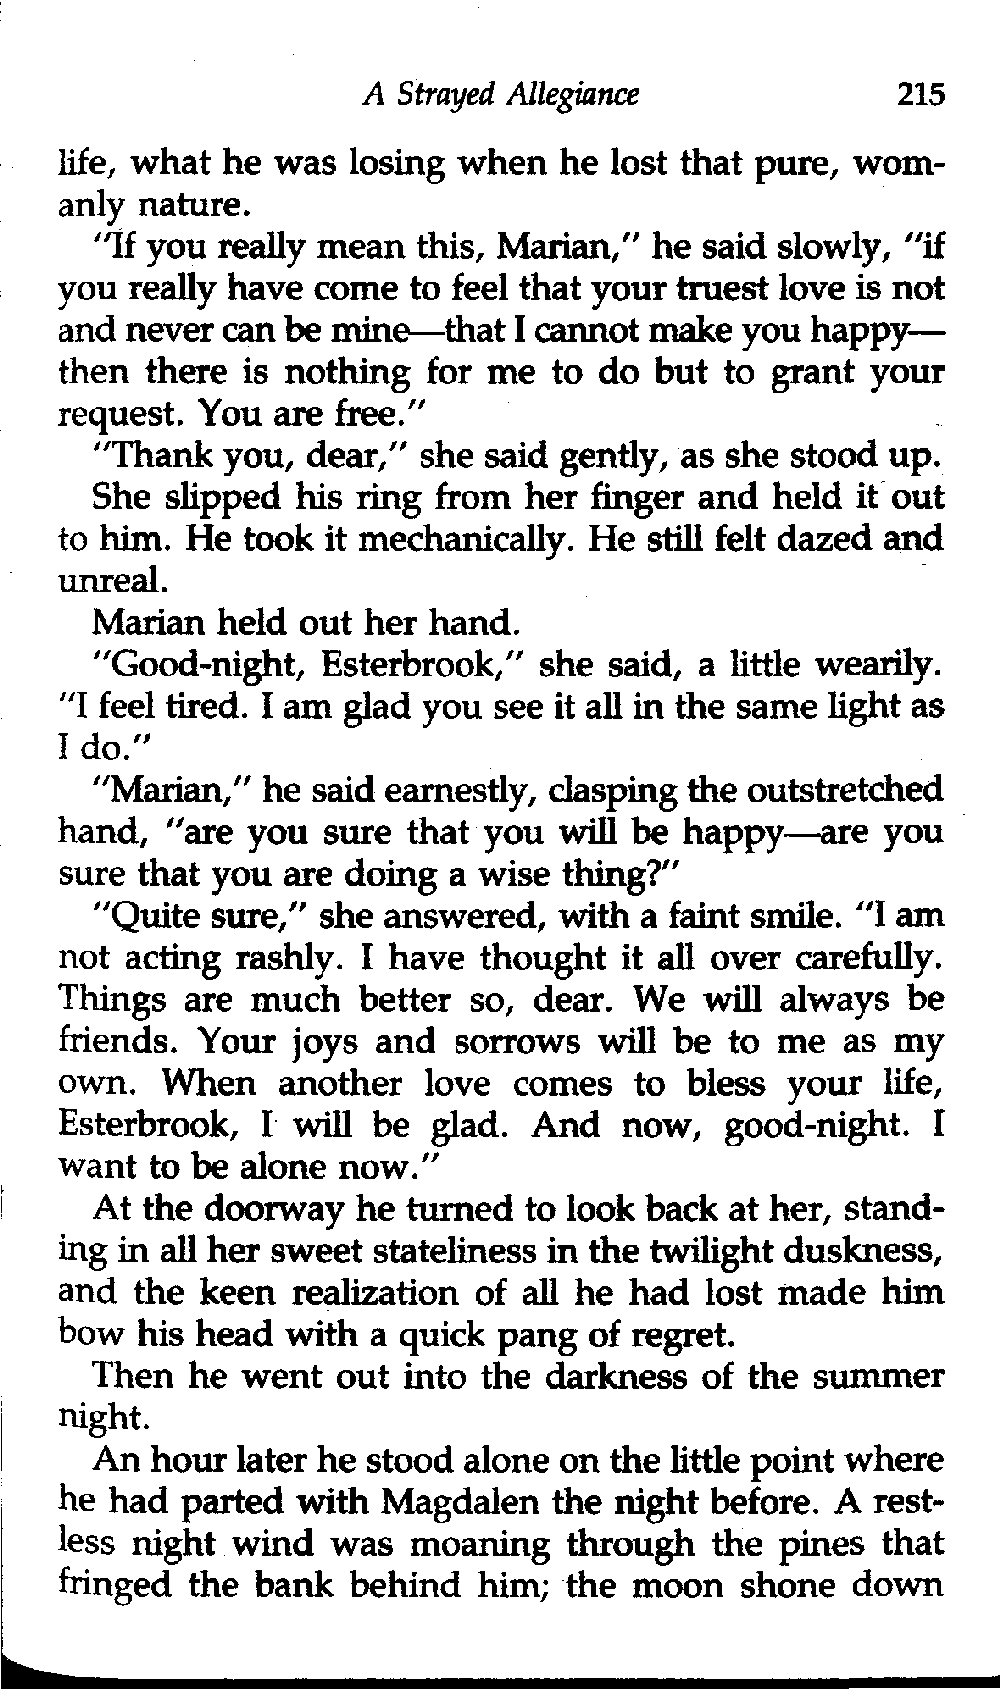 A Strayed Allegiance 215
life, what he was losing when he lost that pure, wom-
anly nature.
"If you really mean this, Marian," he said slowly, "if
you really have come to feel that your truest love is not
and never can be mine—that I cannot make you happy—
then there is nothing for me to do but to grant your
request. You are free."
"Thank you, dear," she said gently, as she stood up.
She slipped his ring from her finger and held it out
to him. He took it mechanically. He still felt dazed and
unreal.
Marian held out her hand.
"Good-night, Esterbrook," she said, a little wearily.
"I feel tired. I am glad you see it all in the same light as
I do."
"Marian," he said earnestly, clasping the outstretched
hand, "are you sure that you will be happy—are you
sure that you are doing a wise thing?"
"Quite sure," she answered, with a faint smile. "I am
not acting rashly. I have thought it all over carefully.
Things are much better so, dear. We will always be
friends. Your joys and sorrows will be to me as my
own. When another love comes to bless your life,
Esterbrook, I will be glad. And now, good-night. I
want to be alone now."
At the doorway he turned to look back at her, stand-
ing in all her sweet stateliness in the twilight duskness,
and the keen realization of all he had lost made him
bow his head with a quick pang of regret.
Then he went out into the darkness of the summer
night.
An hour later he stood alone on the little point where
he had parted with Magdalen the night before. A rest-
less night wind was moaning through the pines that
fringed the bank behind him; the moon shone down